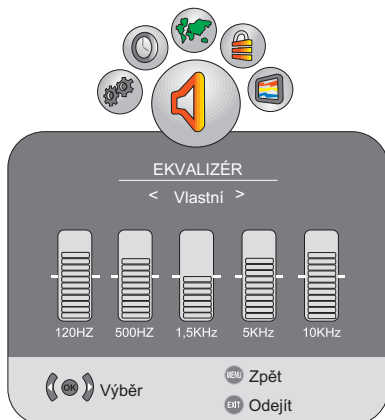 EKVALIZÉR
< Vlastní >
120HZ 500HZ 1,5KHz 5KHz 10KHz
OK Výběr
MENU Zpět
EXIT Odejít